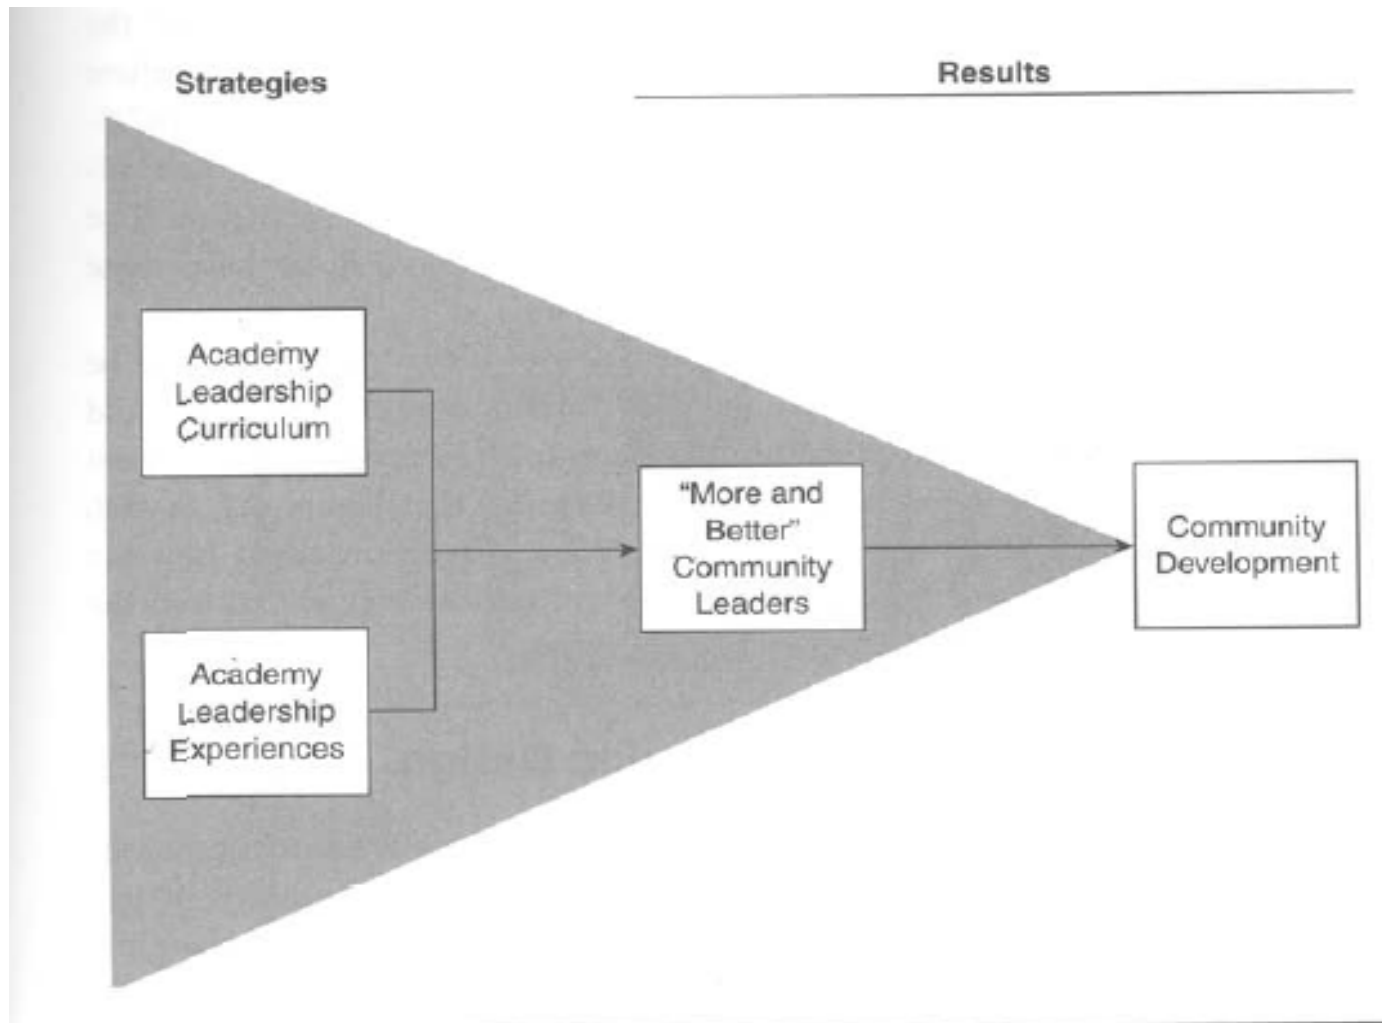 Strategies
Results
Academy
Leadership
Curriculum
"More and
Better"
Community
Leaders
Community
Development
Academy
Leadership
Experiences